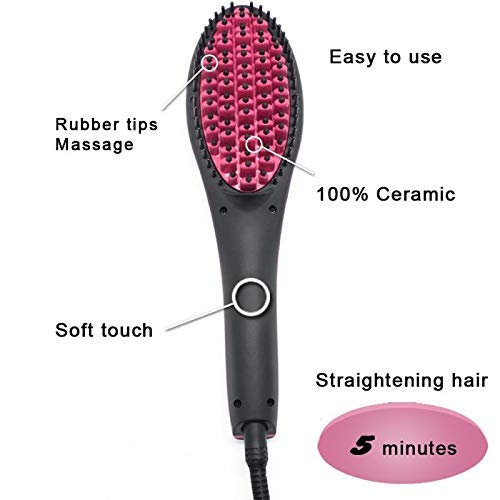 Easy to use
Rubber tips
Massage
100% Ceramic
Soft touch
Straightening hair
5 minutes